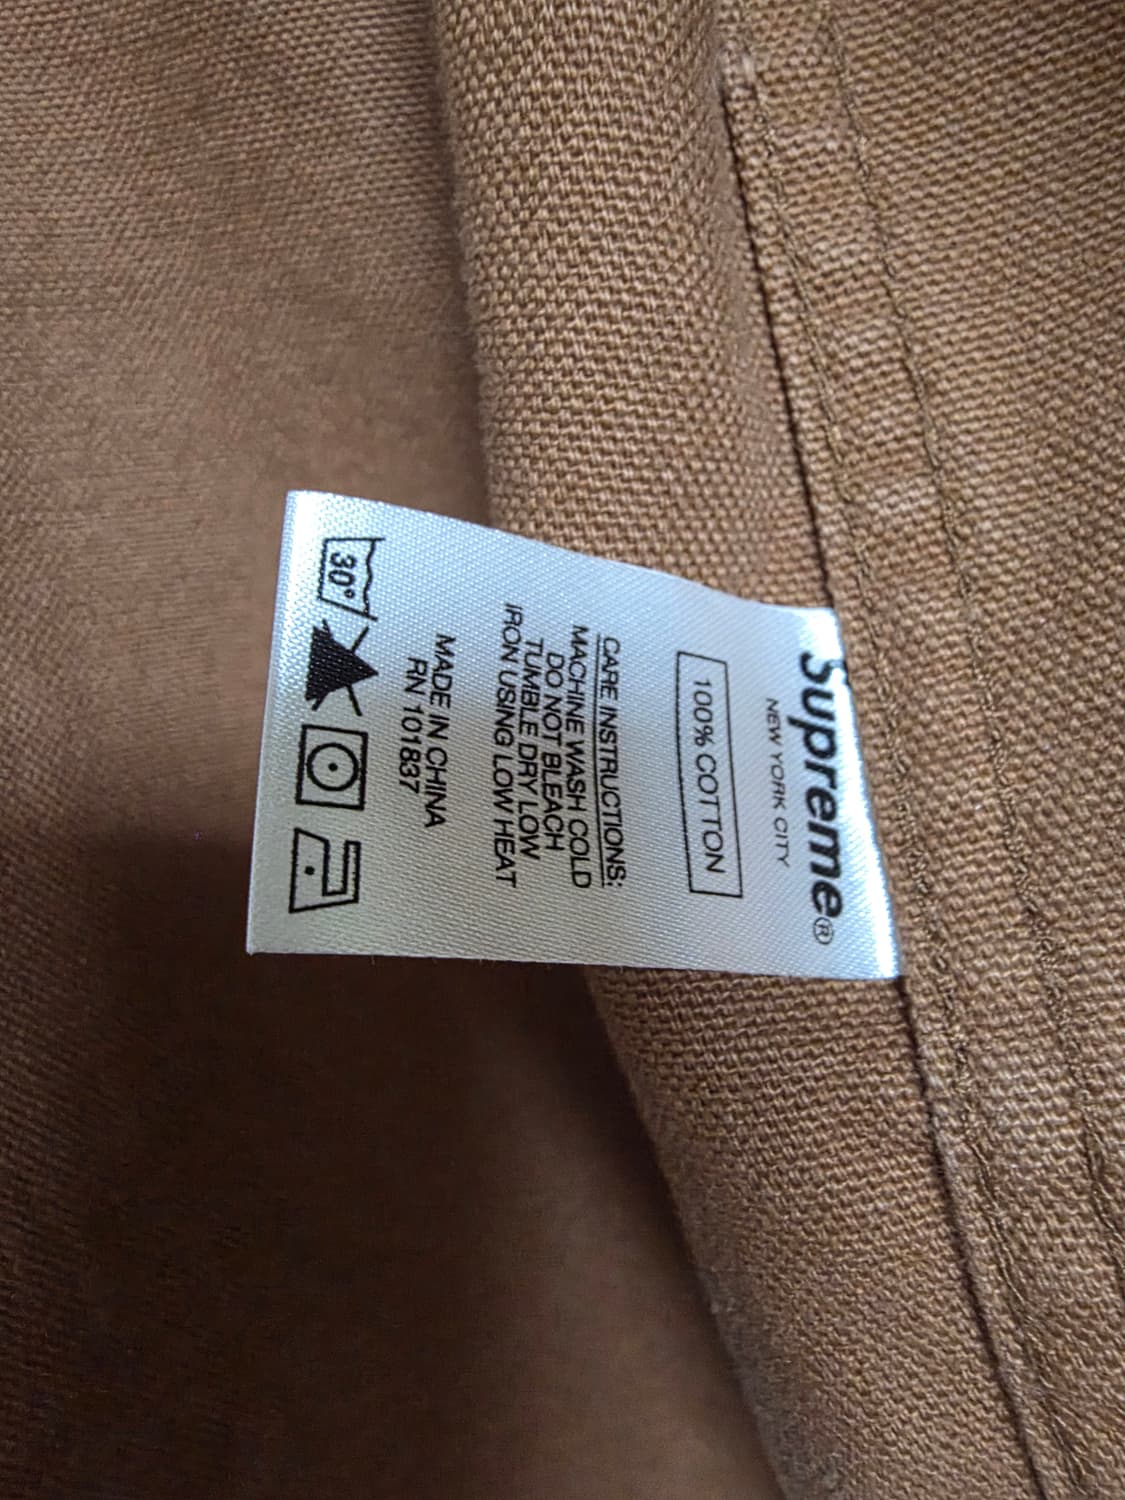 Supreme®
NEW YORK CITY
100% COTTON
CARE INSTRUCTIONS:
MACHINE WASH COLD
DO NOT BLEACH
TUMBLE DRY LOW
IRON USING LOW HEAT
MADE IN CHINA
RN 101837
30°